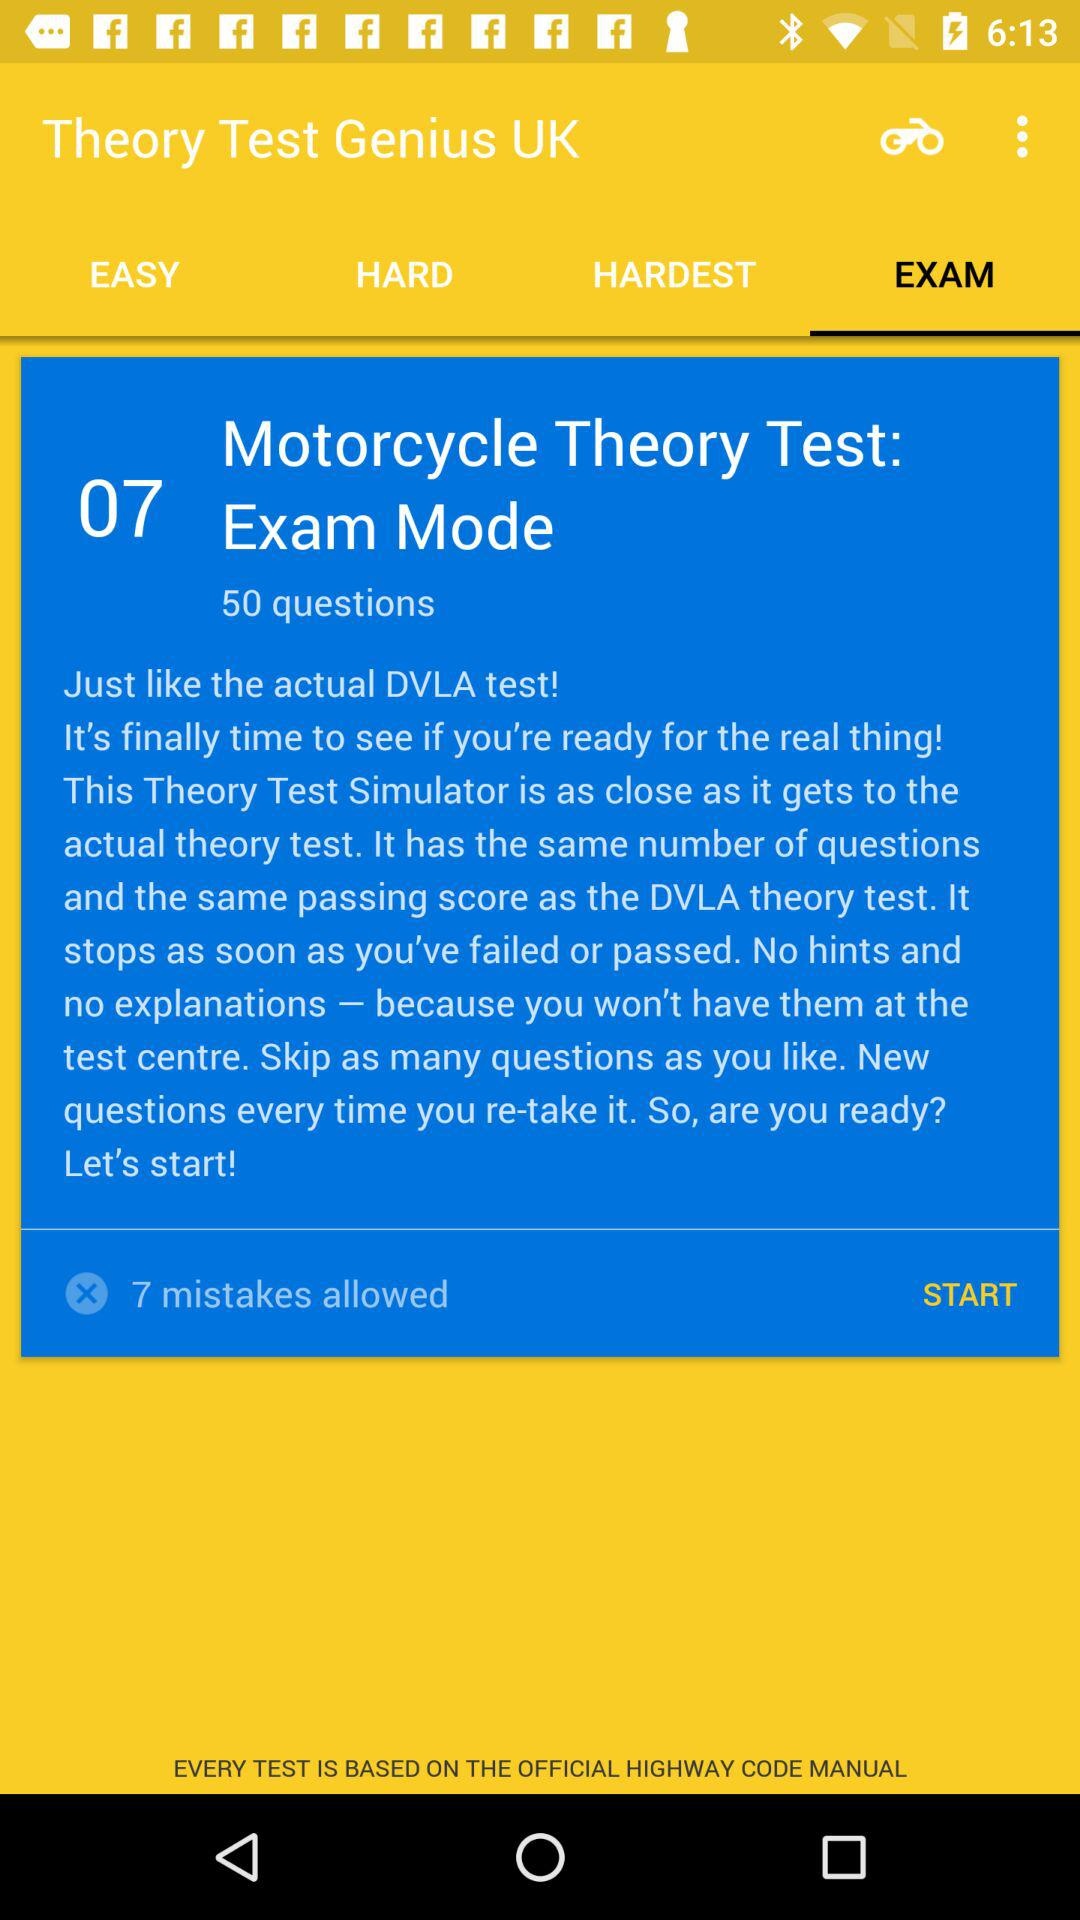 6:13
Theory Test Genius UK
EASY HARD HARDEST EXAM
07
Motorcycle Theory Test:
Exam Mode
50 questions
Just like the actual DVLA test!
It’s finally time to see if you’re ready for the real thing!
This Theory Test Simulator is as close as it gets to the
actual theory test. It has the same number of questions
and the same passing score as the DVLA theory test. It
stops as soon as you’ve failed or passed. No hints and
no explanations — because you won’t have them at the
test centre. Skip as many questions as you like. New
questions every time you re-take it. So, are you ready?
Let’s start!
7 mistakes allowed START
EVERY TEST IS BASED ON THE OFFICIAL HIGHWAY CODE MANUAL